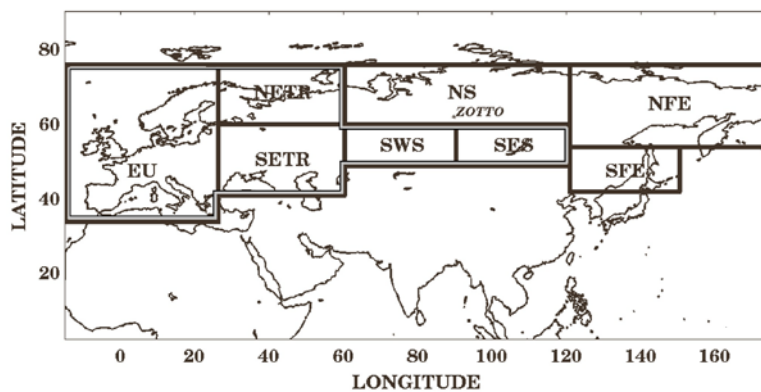 80
NETR
NS
NFE
ZOTTO
60
SWS
SES
EU
SETR
SFE
40
20
0 20 40 60 80 100 120 140 160
LATITUDE
LONGITUDE